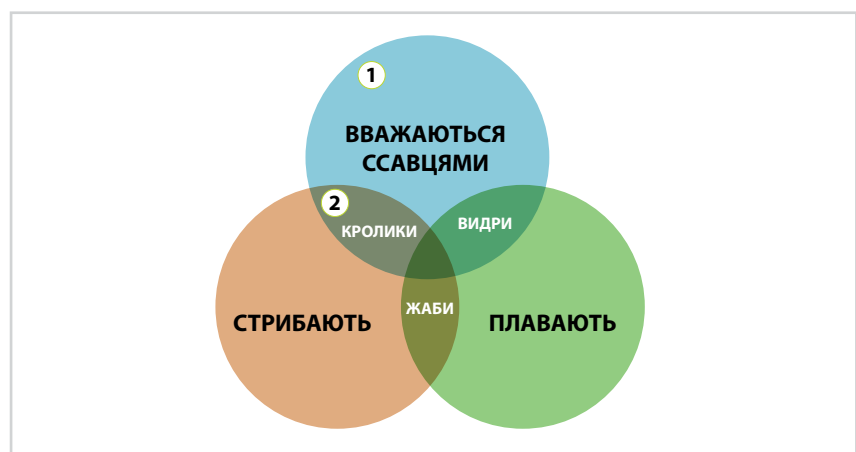 1
ВВАЖАЮТЬСЯ
ССАВЦЯМИ
2
КРОЛИКИ
ВИДРИ
ЖАБИ
СТРИБАЮТЬ
ПЛАВАЮТЬ